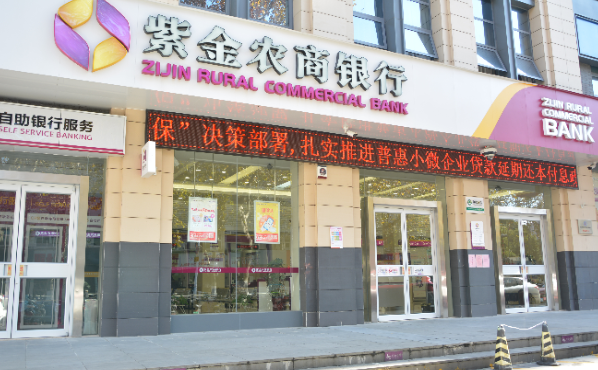 紫金农商银行
ZIJIN RURAL COMMERCIAL BANK
ZIJIN RURAL
COMMERCIAL
BANK
自助银行服务
SELF SERVICE BANKING
保”决策部署,扎实推进普惠小微企业贷款延期还本付息政